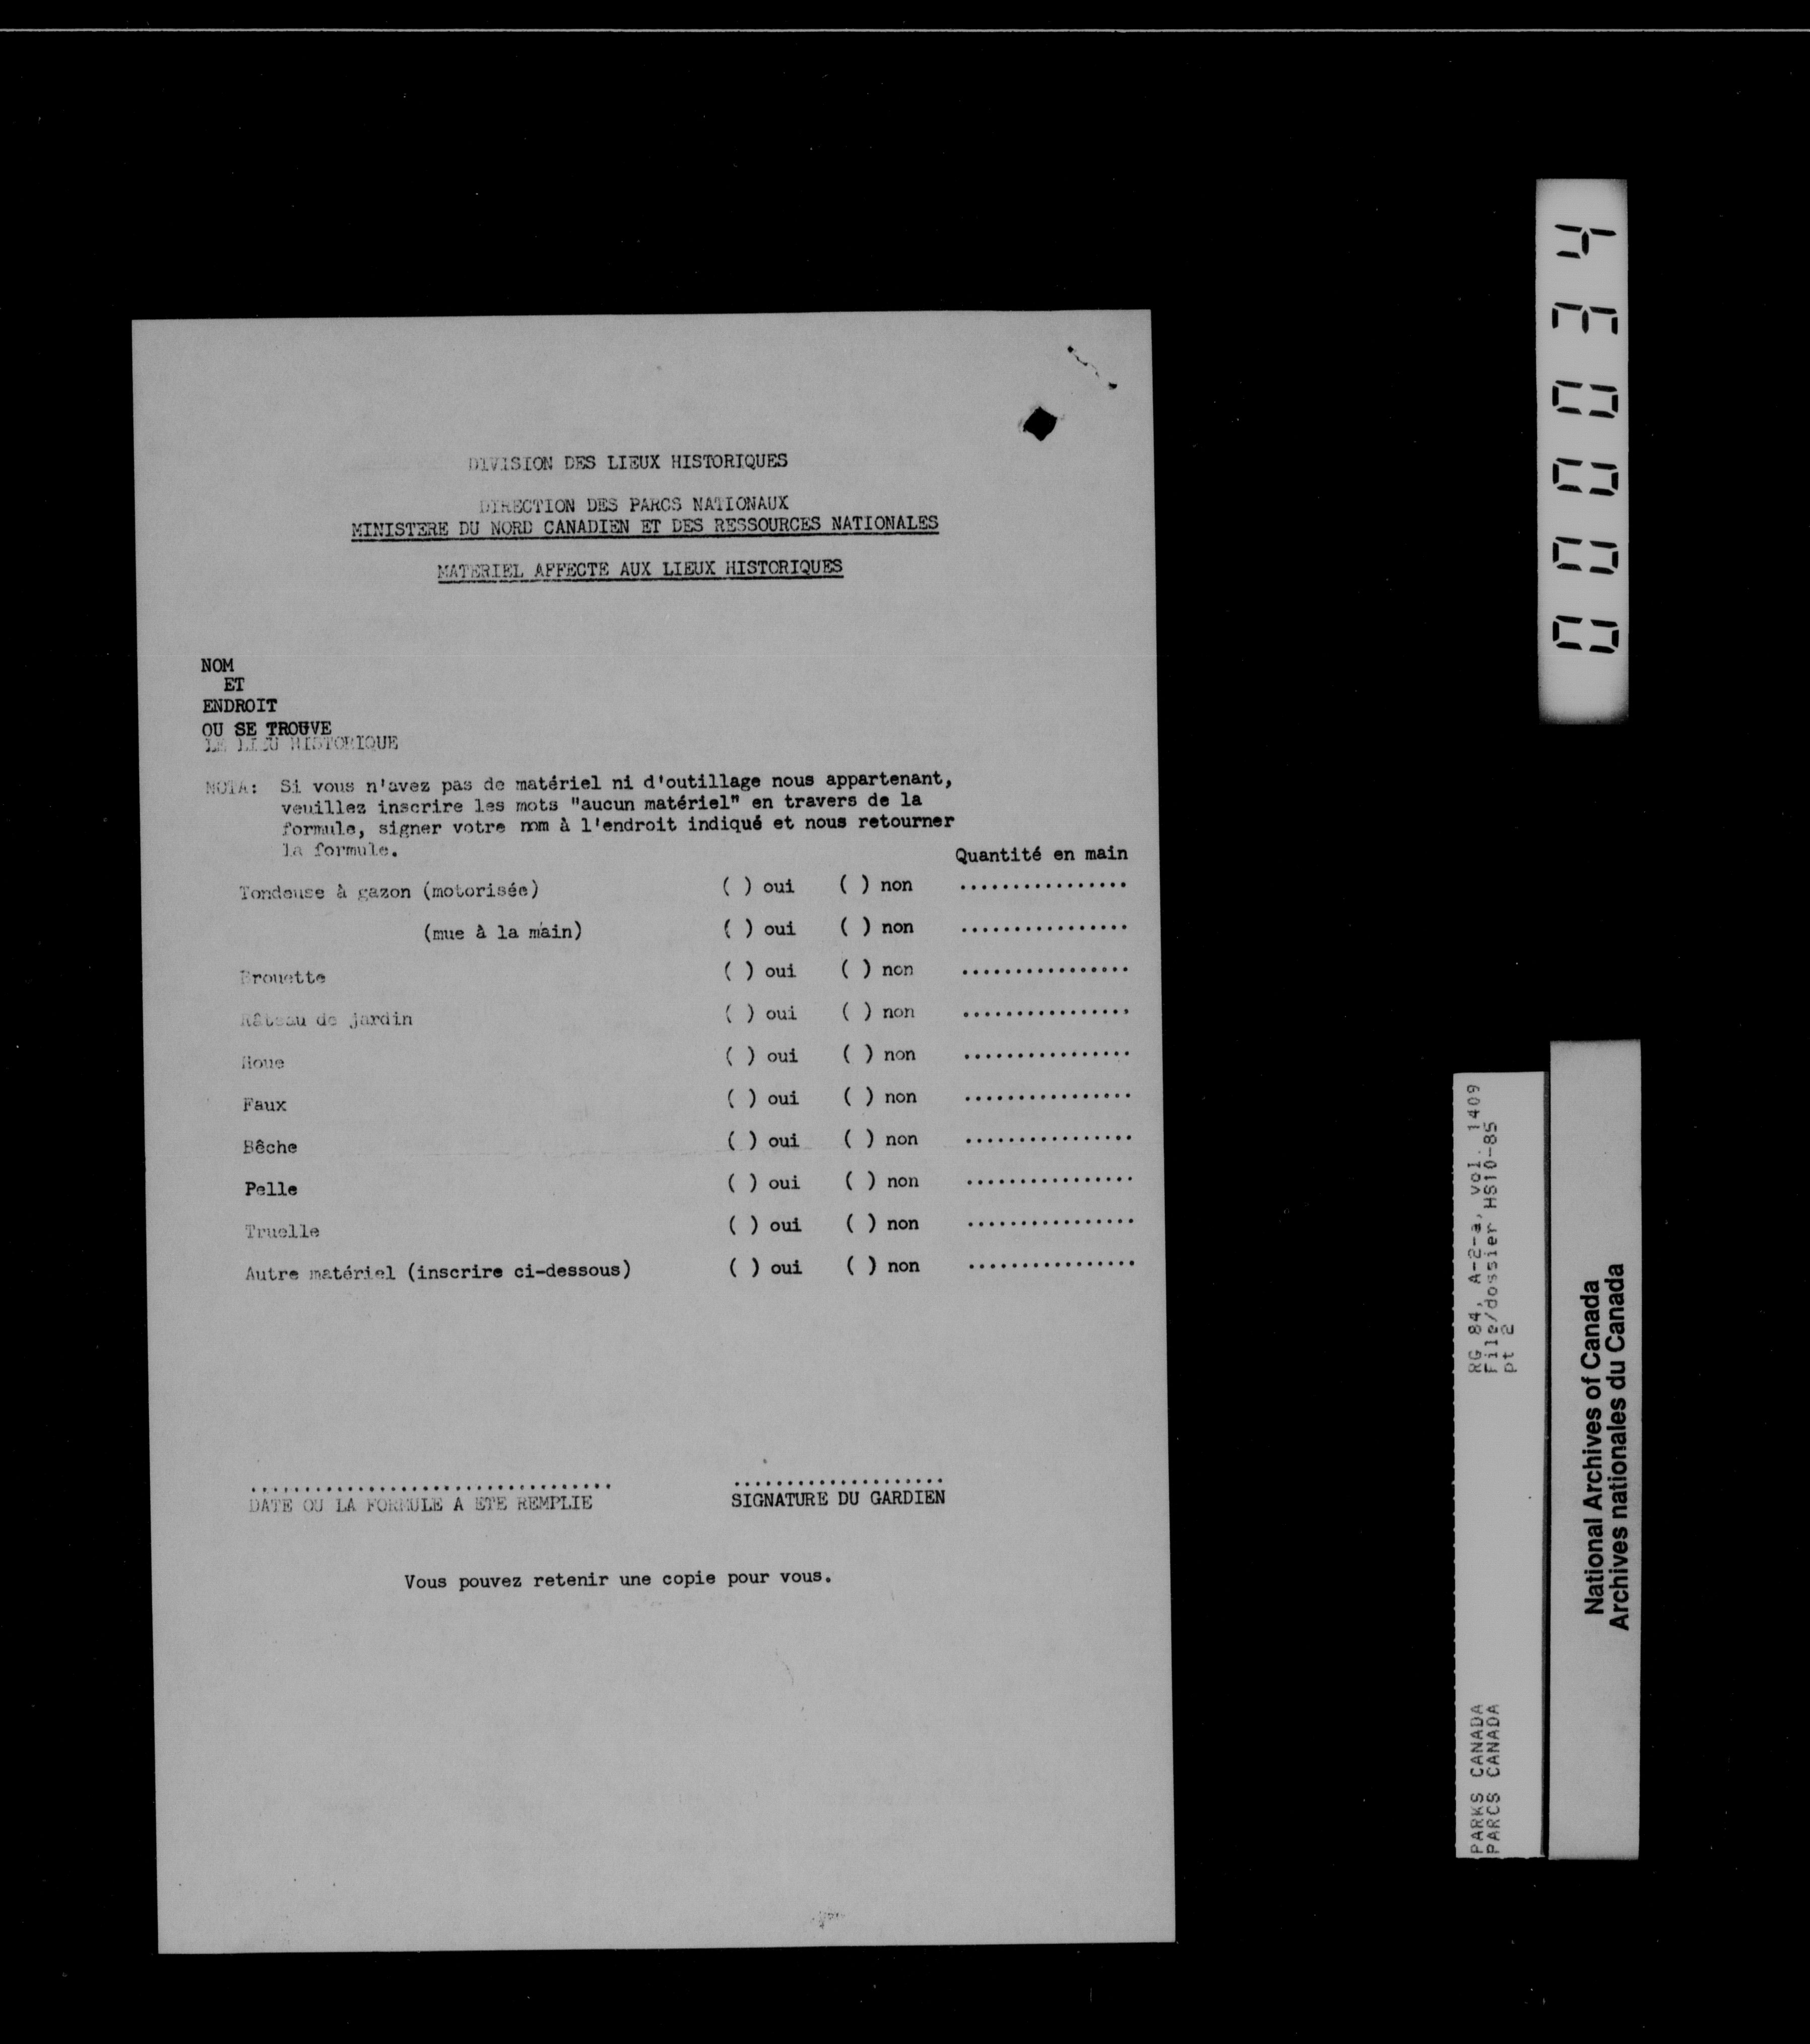 DIVISION DES LIEUX HISTORIQUES
DIRECTION DES PARCS NATIONAUX
MINISTERE DU NORD CANADIEN ET DES RESSOURCES NATIONALES
MATERIEL AFFECTE AUX LIEUX HISTORIQUES
NOM
ET
ENDROIT
OU SE TROUVE
LE LIEU HISTORIQUE
NOTA: Si vous n'avez pas de matériel ni d'outillage nous appartenant,
veuillez inscrire les mots "aucun matériel" en travers de la
formule, signer votre nom à l'endroit indiqué et nous retourner
la formule.
Quantité en main
Tondeuse à gazon (motorisée) ( ) oui ( ) non ................
(mue à la main) ( ) oui ( ) non ................
Brouette ( ) oui ( ) non ................
Râteau de jardin ( ) oui ( ) non ................
Houe ( ) oui ( ) non ................
Faux ( ) oui ( ) non ................
Bêche ( ) oui ( ) non ................
Pelle ( ) oui ( ) non ................
Truelle ( ) oui ( ) non ................
Autre matériel (inscrire ci-dessous) ( ) oui ( ) non ................
.................................. ....................
DATE OU LA FORMULE A ETE REMPLIE SIGNATURE DU GARDIEN
Vous pouvez retenir une copie pour vous.
000034
PARKS CANADA RG 84, A-2-a, vol. 1409
PARCS CANADA File/dossier HS10-85
pt 2
National Archives of Canada
Archives nationales du Canada